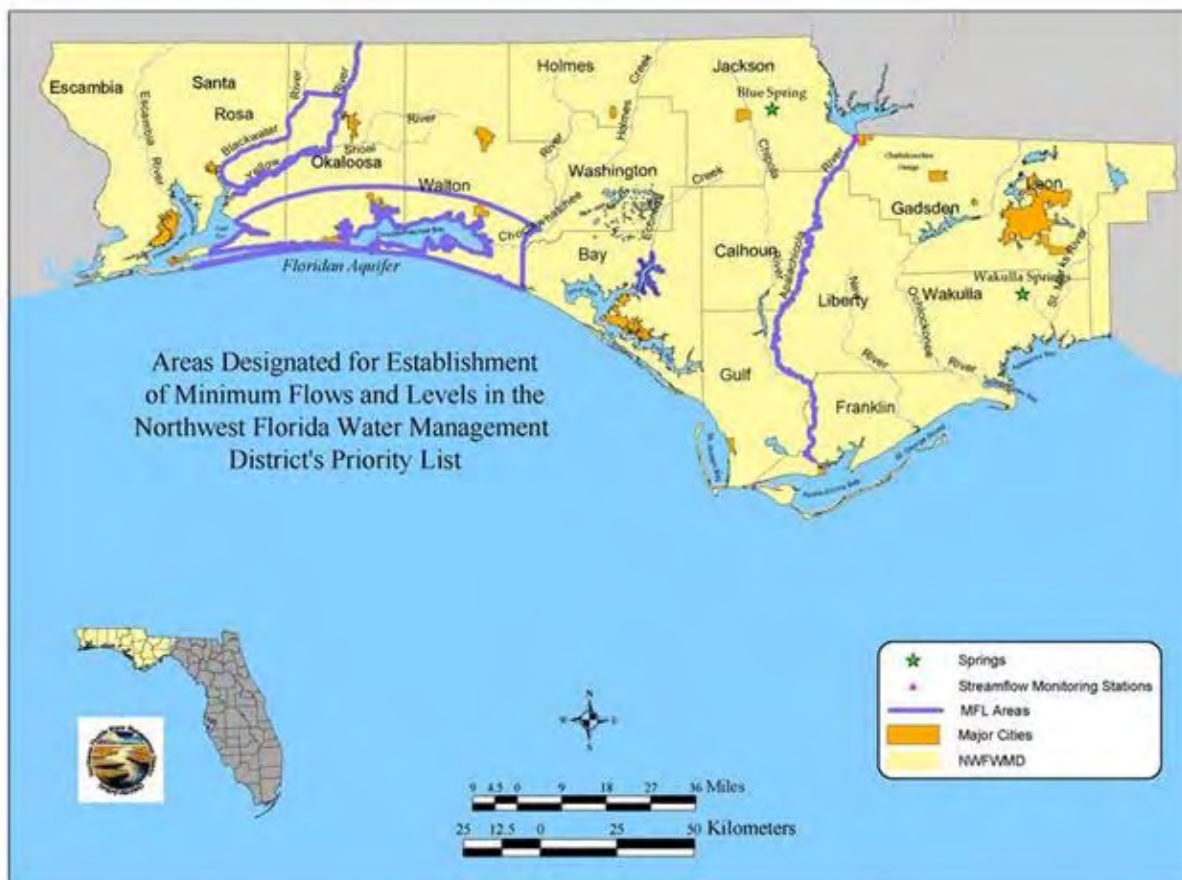 Escambia
Santa
Rosa
Escambia River
Blackwater
River
Yellow
River
Shoal
River
Okaloosa
Walton
Holmes
Holmes
Creek
River
Choctawhatchee
Washington
Econfina
Creek
Bay
Jackson
Blue Spring
Chipola
River
Calhoun
Apalachicola
River
Gulf
Liberty
New
River
Franklin
Gadsden
Leon
Ochlockonee
River
Wakulla
Wakulla Springs
St. Marks River
Floridan Aquifer
Areas Designated for Establishment
of Minimum Flows and Levels in the
Northwest Florida Water Management
District's Priority List
N
W
E
S
9 4.5 0 9 18 27 36 Miles
25 12.5 0 25 50 Kilometers
Springs
Streamflow Monitoring Stations
MFL Areas
Major Cities
NWFWMD